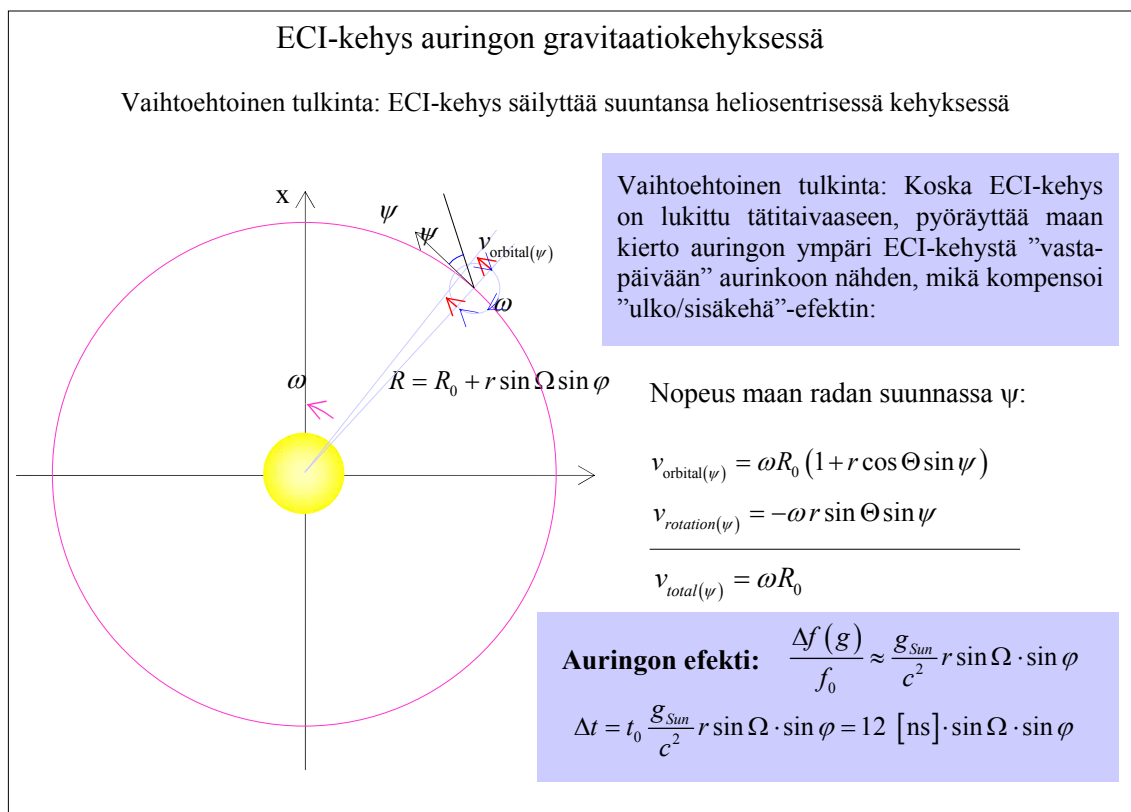 ECI-kehys auringon gravitaatiokehyksessä
Vaihtoehtoinen tulkinta: ECI-kehys säilyttää suuntansa heliosentrisessä kehyksessä
Vaihtoehtoinen tulkinta: Koska ECI-kehys
on lukittu tätitaivaaseen, pyöräyttää maan
kierto auringon ympäri ECI-kehystä ”vasta-
päivään” aurinkoon nähden, mikä kompensoi
”ulko/sisäkehä”-efektin:
x
ψ
ψ
v_orbital(ψ)
ω
ω
R = R₀ + r sin Ω sin φ
Nopeus maan radan suunnassa ψ:
v_orbital(ψ) = ωR₀ (1 + r cos Θ sin ψ)
v_rotation(ψ) = −ω r sin Θ sin ψ
v_total(ψ) = ωR₀
Auringon efekti: Δf(g)/f₀ ≈ g_Sun/c² r sin Ω · sin φ
Δt = t₀ g_Sun/c² r sin Ω · sin φ = 12 [ns] · sin Ω · sin φ